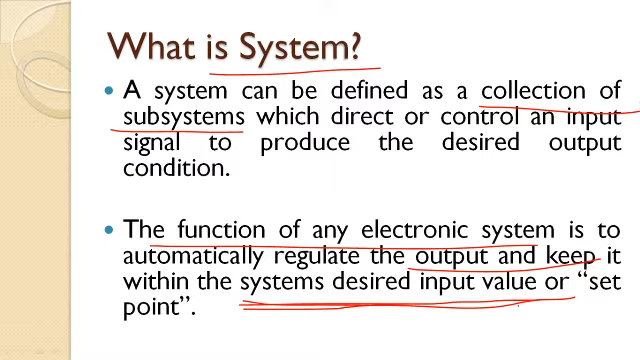 What is System?
• A system can be defined as a collection of
subsystems which direct or control an input
signal to produce the desired output
condition.
• The function of any electronic system is to
automatically regulate the output and keep it
within the systems desired input value or “set
point”.